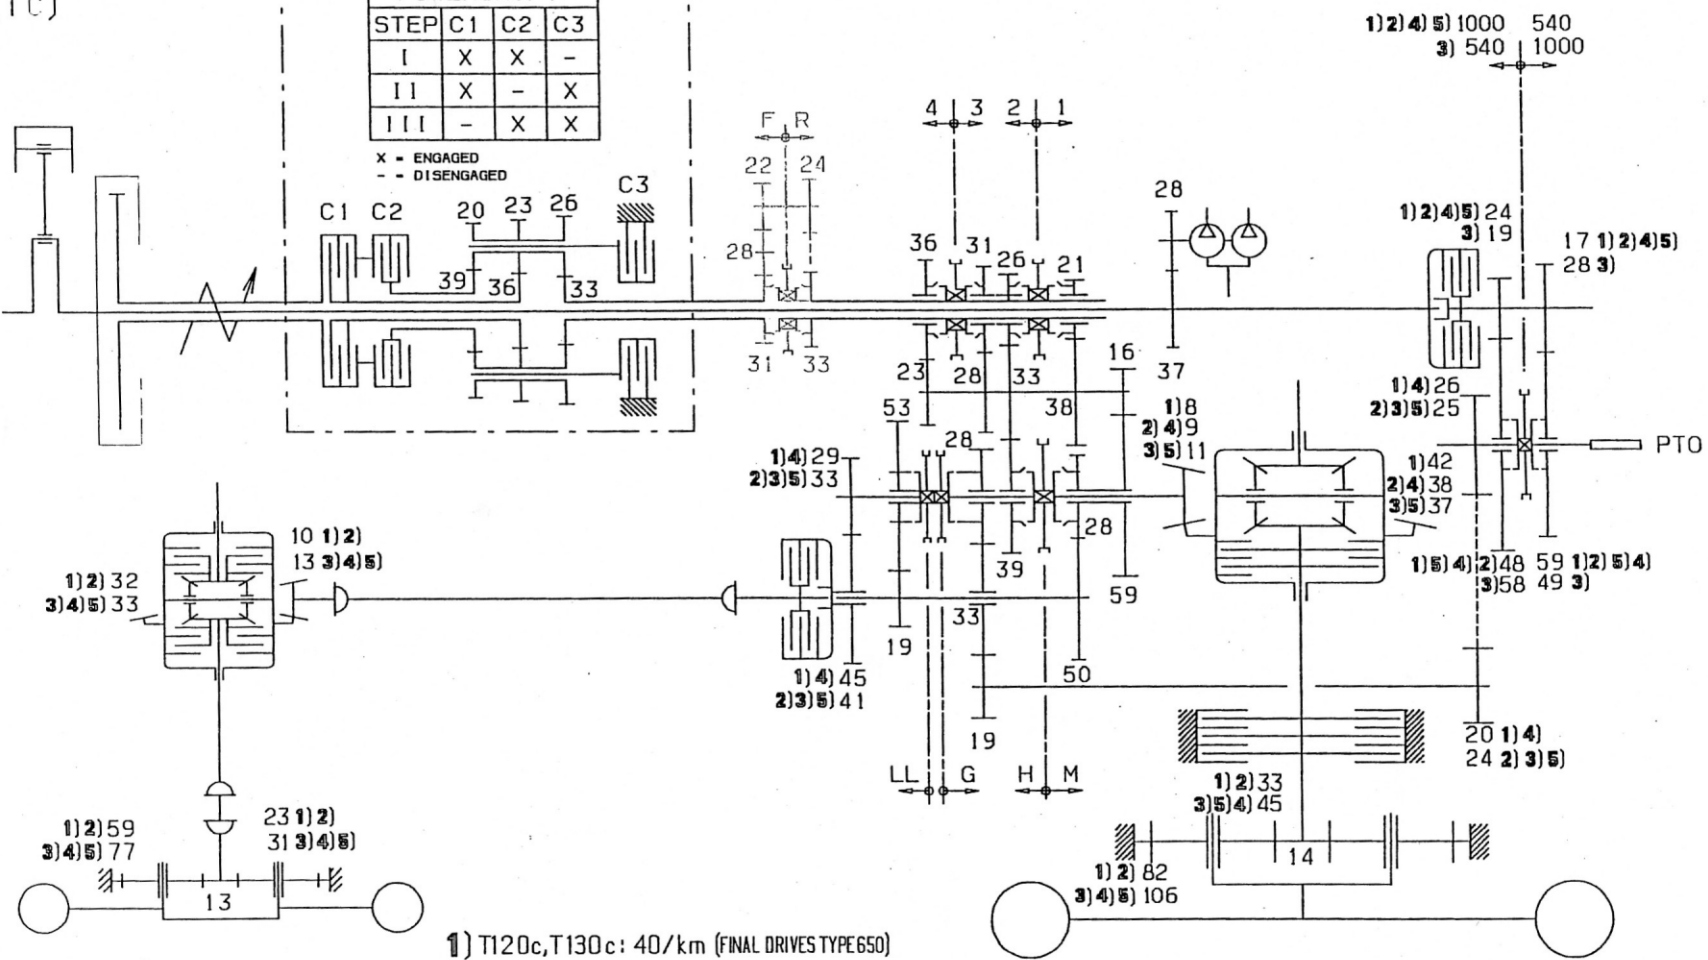 1)2)4)5)1000 540
3) 540 1000
STEP C1 C2 C3
I X X -
II X - X
III - X X
X - ENGAGED
- - DISENGAGED
F R
22 24
4 3 2 1
28
C1 C2
20 23 26
C3
1)2)4)5)24
3)19
17 1)2)4)5)
28 3)
28
36 31 26 21
39 36 33
31 33
23 28 33
16
37
38
1)4)26
2)3)5)25
53
28
1)8
2)4)9
3)5)11
PTO
1)4)29
2)3)5)33
1)42
2)4)38
3)5)37
28
10 1)2)
13 3)4)5)
1)2)32
3)4)5)33
39
59
1)5)4)2)48
3)58
59 1)2)5)4)
49 3)
19
33
50
1)4)45
2)3)5)41
19
20 1)4)
24 2)3)5)
LL G H M
1)2)33
3)5)4)45
1)2)59
3)4)5)77
23 1)2)
31 3)4)5)
14
13
1)2)82
3)4)5)106
1) T120c,T130c: 40/km (FINAL DRIVES TYPE650)